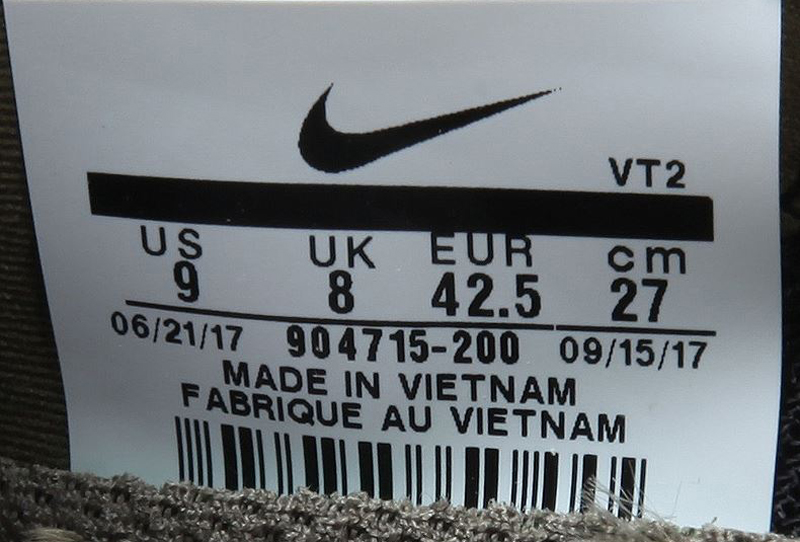 VT2
US UK EUR cm
9 8 42.5 27
06/21/17 904715-200 09/15/17
MADE IN VIETNAM
FABRIQUE AU VIETNAM